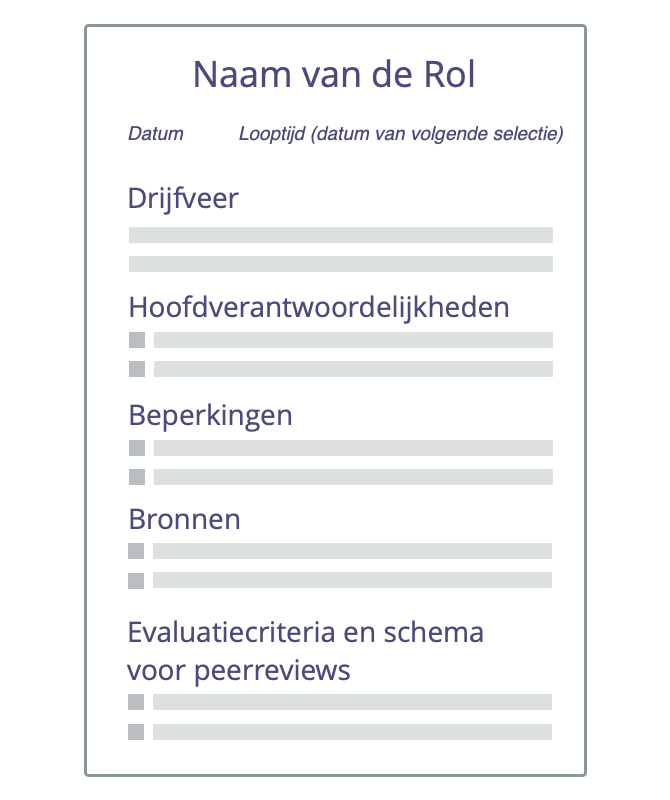 Naam van de Rol
Datum Looptijd (datum van volgende selectie)
Drijfveer
Hoofdverantwoordelijkheden
Beperkingen
Bronnen
Evaluatiecriteria en schema
voor peerreviews